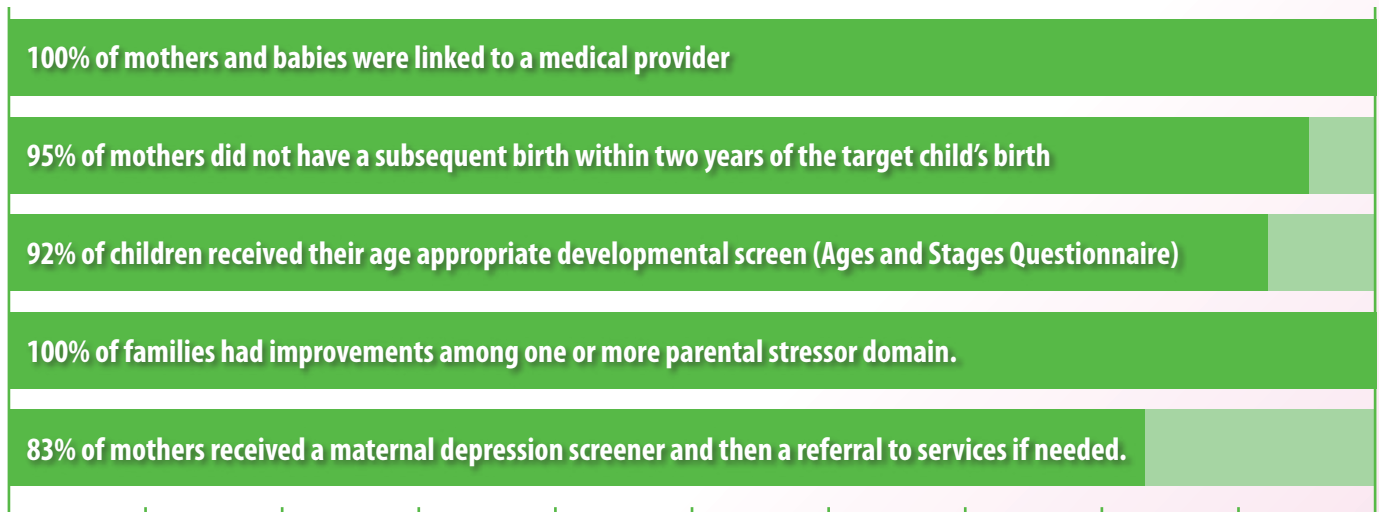 100% of mothers and babies were linked to a medical provider
95% of mothers did not have a subsequent birth within two years of the target child's birth
92% of children received their age appropriate developmental screen (Ages and Stages Questionnaire)
100% of families had improvements among one or more parental stressor domain.
83% of mothers received a maternal depression screener and then a referral to services if needed.